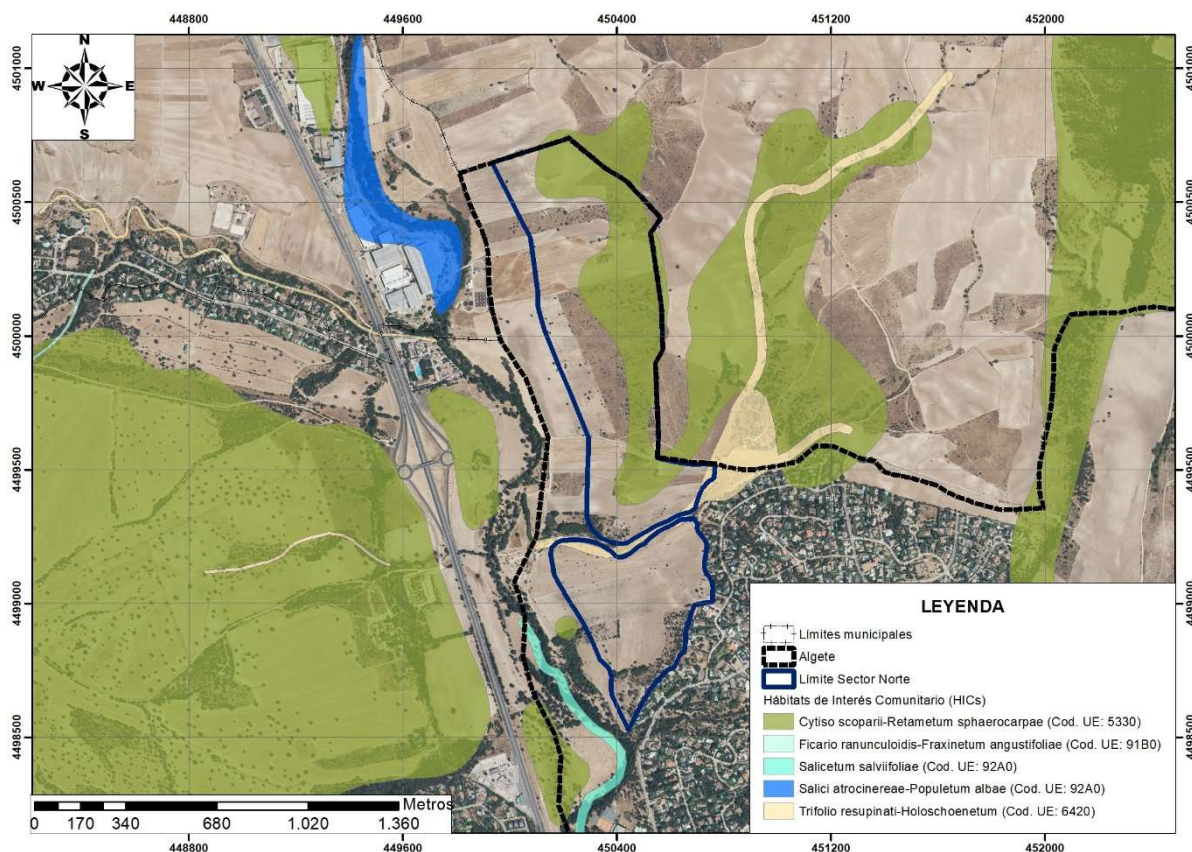 448800 449600 450400 451200 452000
N
W E
S
4501000 4501000
4500500 4500500
4500000 4500000
4499500 4499500
4499000 4499000
4498500 4498500
LEYENDA
Límites municipales
Algete
Límite Sector Norte
Hábitats de Interés Comunitario (HICs)
Cytiso scoparii-Retametum sphaerocarpae (Cod. UE: 5330)
Ficario ranunculoidis-Fraxinetum angustifoliae (Cod. UE: 91B0)
Salicetum salviifoliae (Cod. UE: 92A0)
Salici atrocinereae-Populetum albae (Cod. UE: 92A0)
Trifolio resupinati-Holoschoenetum (Cod. UE: 6420)
Metros
0 170 340 680 1.020 1.360
448800 449600 450400 451200 452000